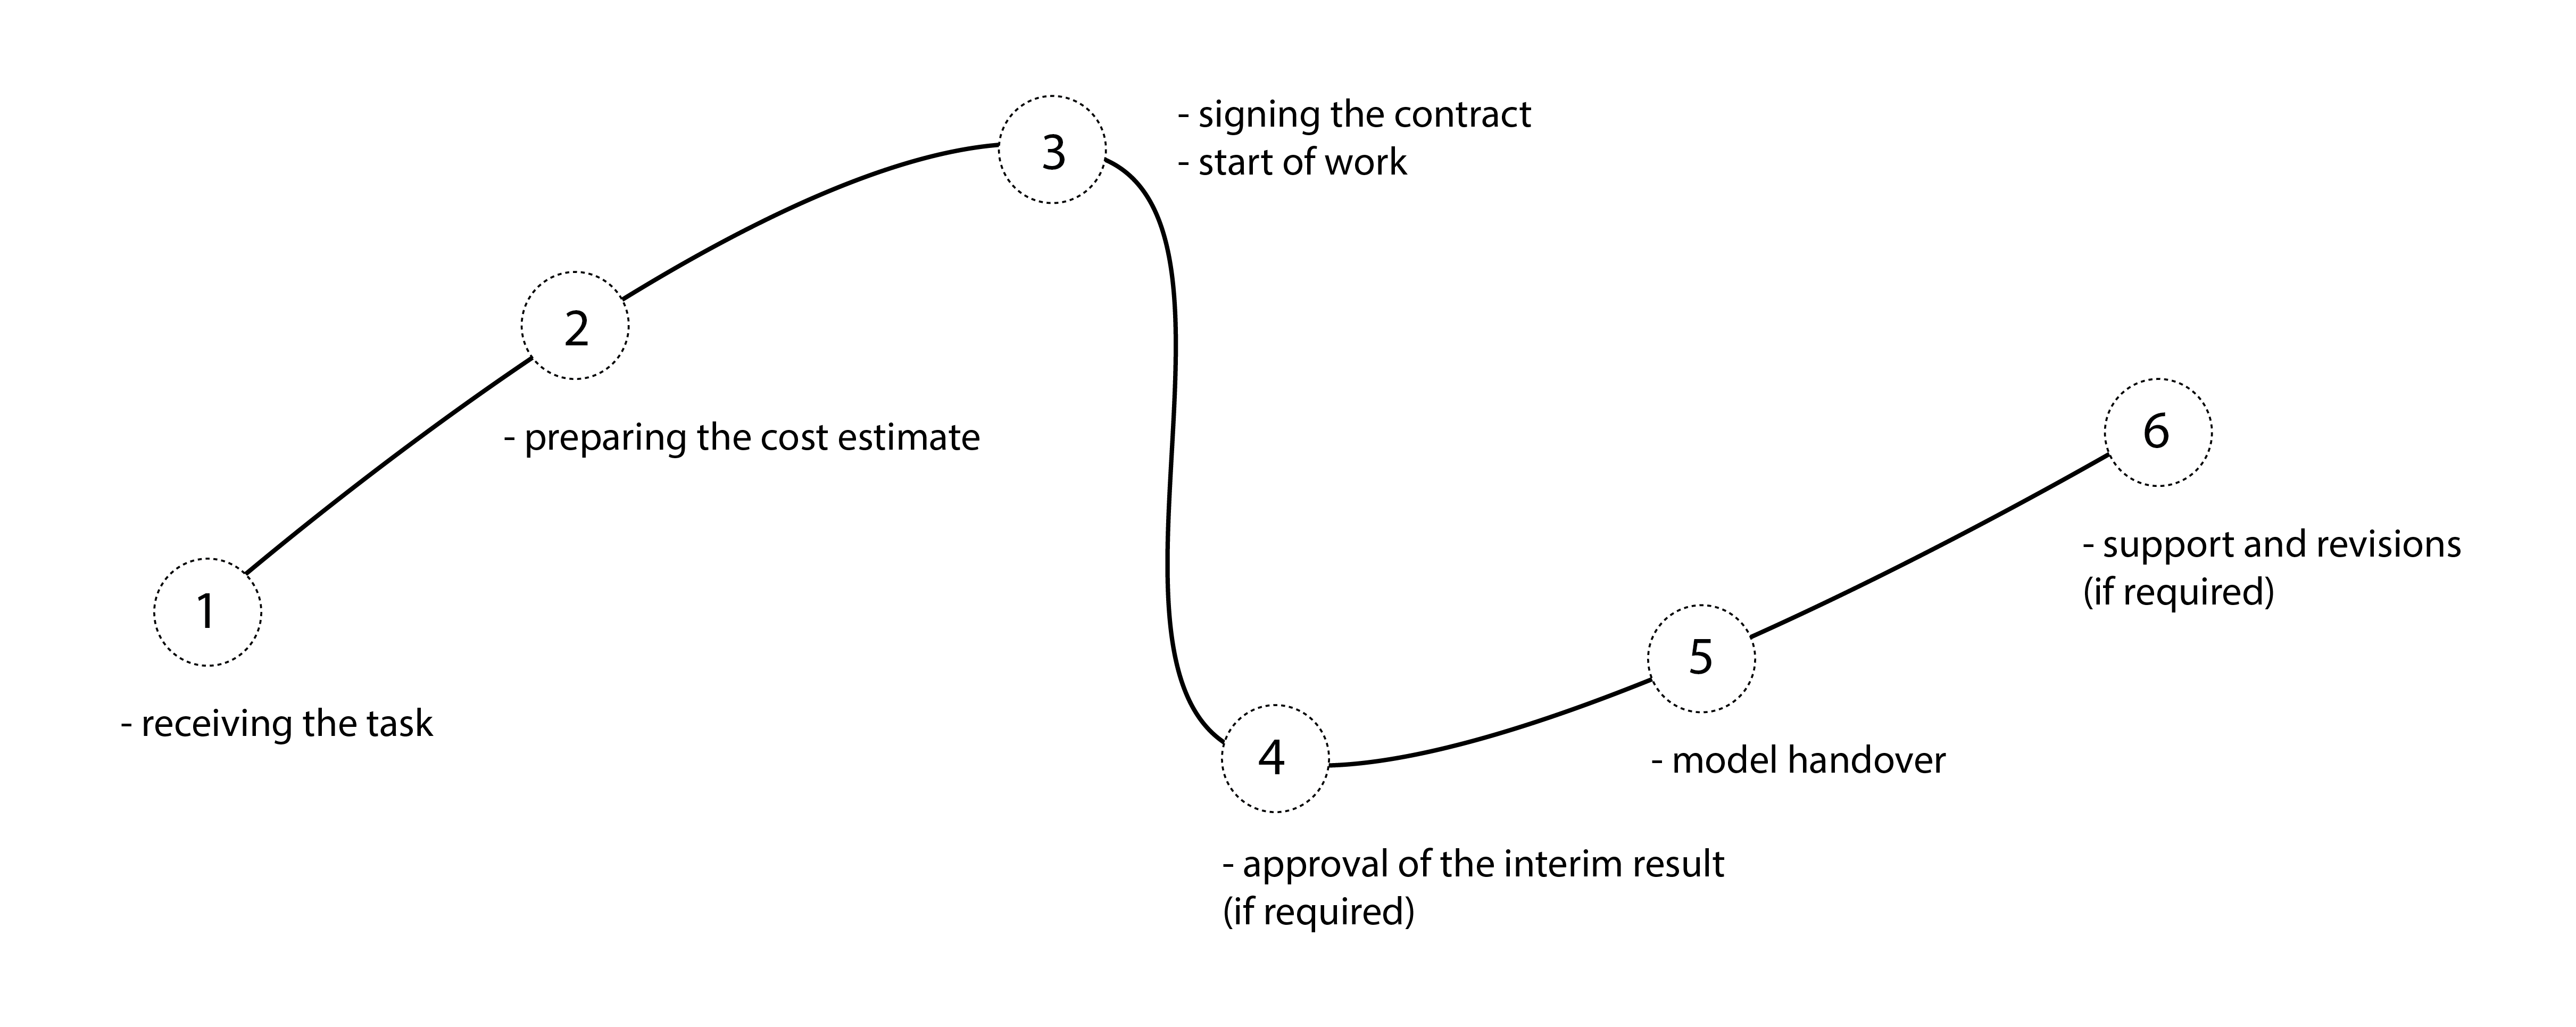 1
- receiving the task
2
- preparing the cost estimate
3
- signing the contract
- start of work
4
- approval of the interim result
(if required)
5
- model handover
6
- support and revisions
(if required)